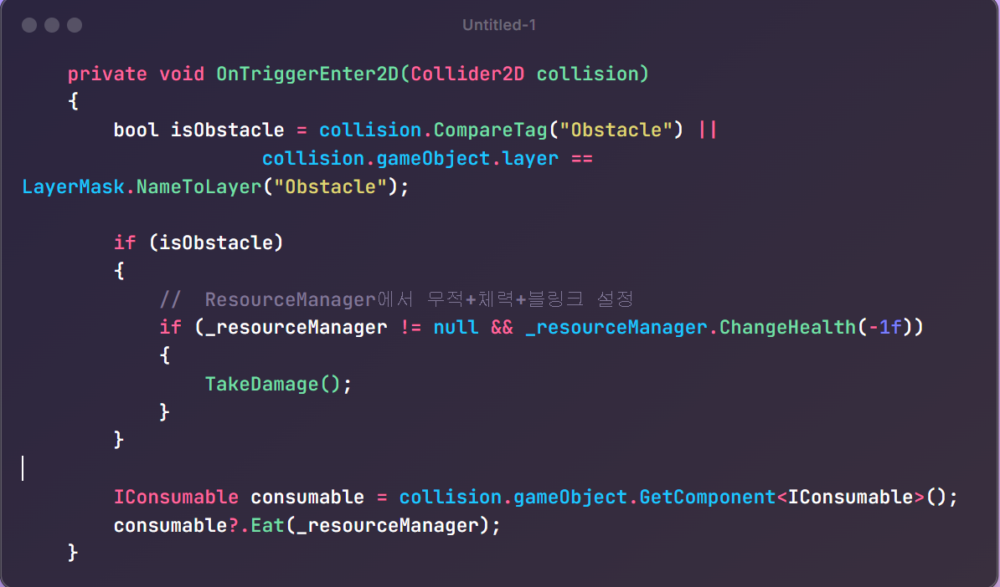 Untitled-1
private void OnTriggerEnter2D(Collider2D collision)
{
bool isObstacle = collision.CompareTag("Obstacle") ||
collision.gameObject.layer ==
LayerMask.NameToLayer("Obstacle");
if (isObstacle)
{
// ResourceManager에서 무적+체력+블링크 설정
if (_resourceManager != null && _resourceManager.ChangeHealth(-1f))
{
TakeDamage();
}
}
IConsumable consumable = collision.gameObject.GetComponent<IConsumable>();
consumable?.Eat(_resourceManager);
}